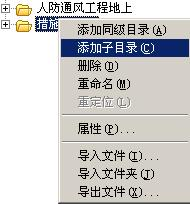 人防通风工程地上
措施
添加同级目录(A)
添加子目录(C)
删除(D)
重命名(M)
重定位(L)
属性(P)...
导入文件(I)...
导入文件夹(T)
导出文件(X)...